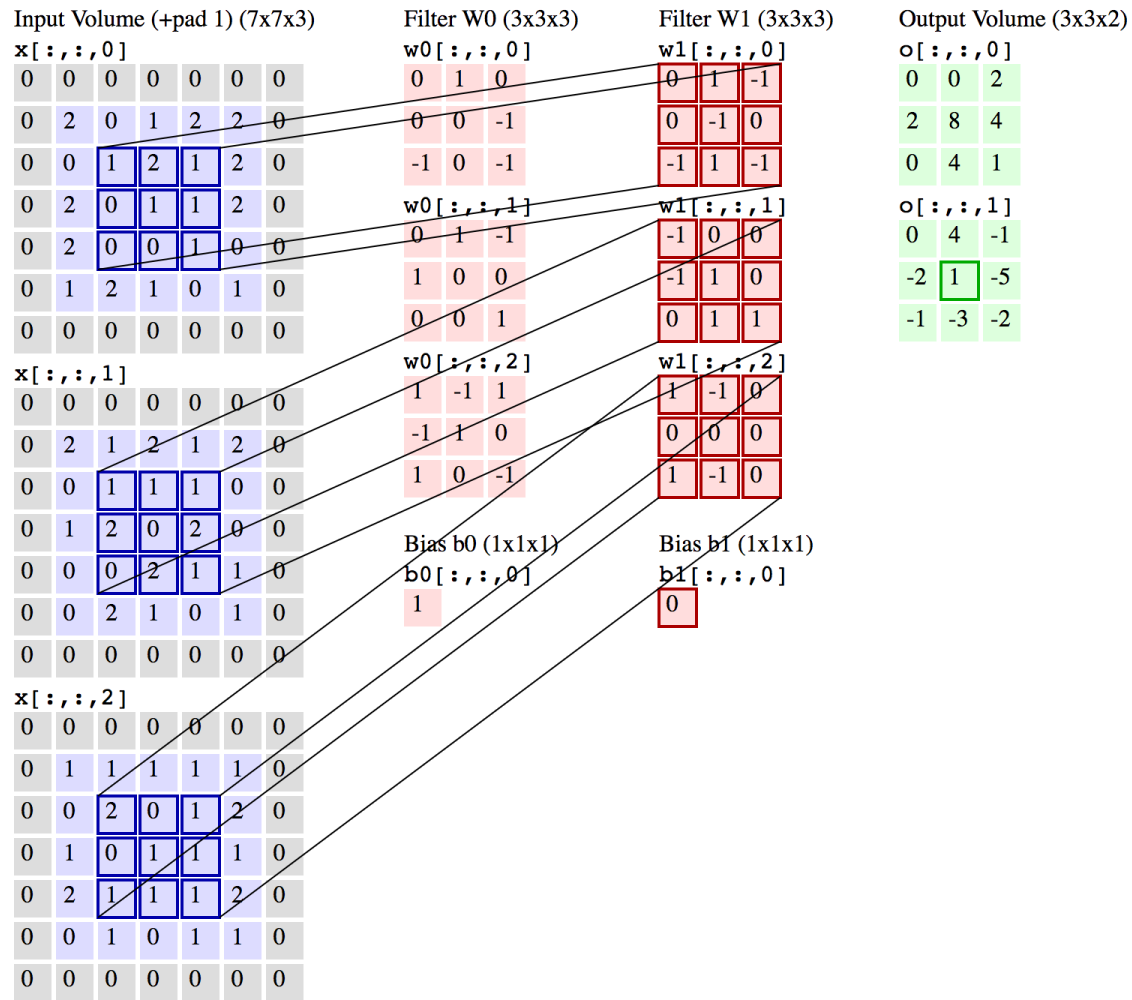 Input Volume (+pad 1) (7x7x3)
x[:,:,0]
0 0 0 0 0 0 0
0 2 0 1 2 2 0
0 0 1 2 1 2 0
0 2 0 1 1 2 0
0 2 0 0 1 0 0
0 1 2 1 0 1 0
0 0 0 0 0 0 0
x[:,:,1]
0 0 0 0 0 0 0
0 2 1 2 1 2 0
0 0 1 1 1 0 0
0 1 2 0 2 0 0
0 0 0 2 1 1 0
0 0 2 1 0 1 0
0 0 0 0 0 0 0
x[:,:,2]
0 0 0 0 0 0 0
0 1 1 1 1 1 0
0 0 2 0 1 2 0
0 1 0 1 1 1 0
0 2 1 1 1 2 0
0 0 1 0 1 1 0
0 0 0 0 0 0 0
Filter W0 (3x3x3)
w0[:,:,0]
0 1 0
0 0 -1
-1 0 -1
w0[:,:,1]
0 1 -1
1 0 0
0 0 1
w0[:,:,2]
1 -1 1
-1 1 0
1 0 -1
Bias b0 (1x1x1)
b0[:,:,0]
1
Filter W1 (3x3x3)
w1[:,:,0]
0 1 -1
0 -1 0
-1 1 -1
w1[:,:,1]
-1 0 0
-1 1 0
0 1 1
w1[:,:,2]
1 -1 0
0 0 0
1 -1 0
Bias b1 (1x1x1)
b1[:,:,0]
0
Output Volume (3x3x2)
o[:,:,0]
0 0 2
2 8 4
0 4 1
o[:,:,1]
0 4 -1
-2 1 -5
-1 -3 -2